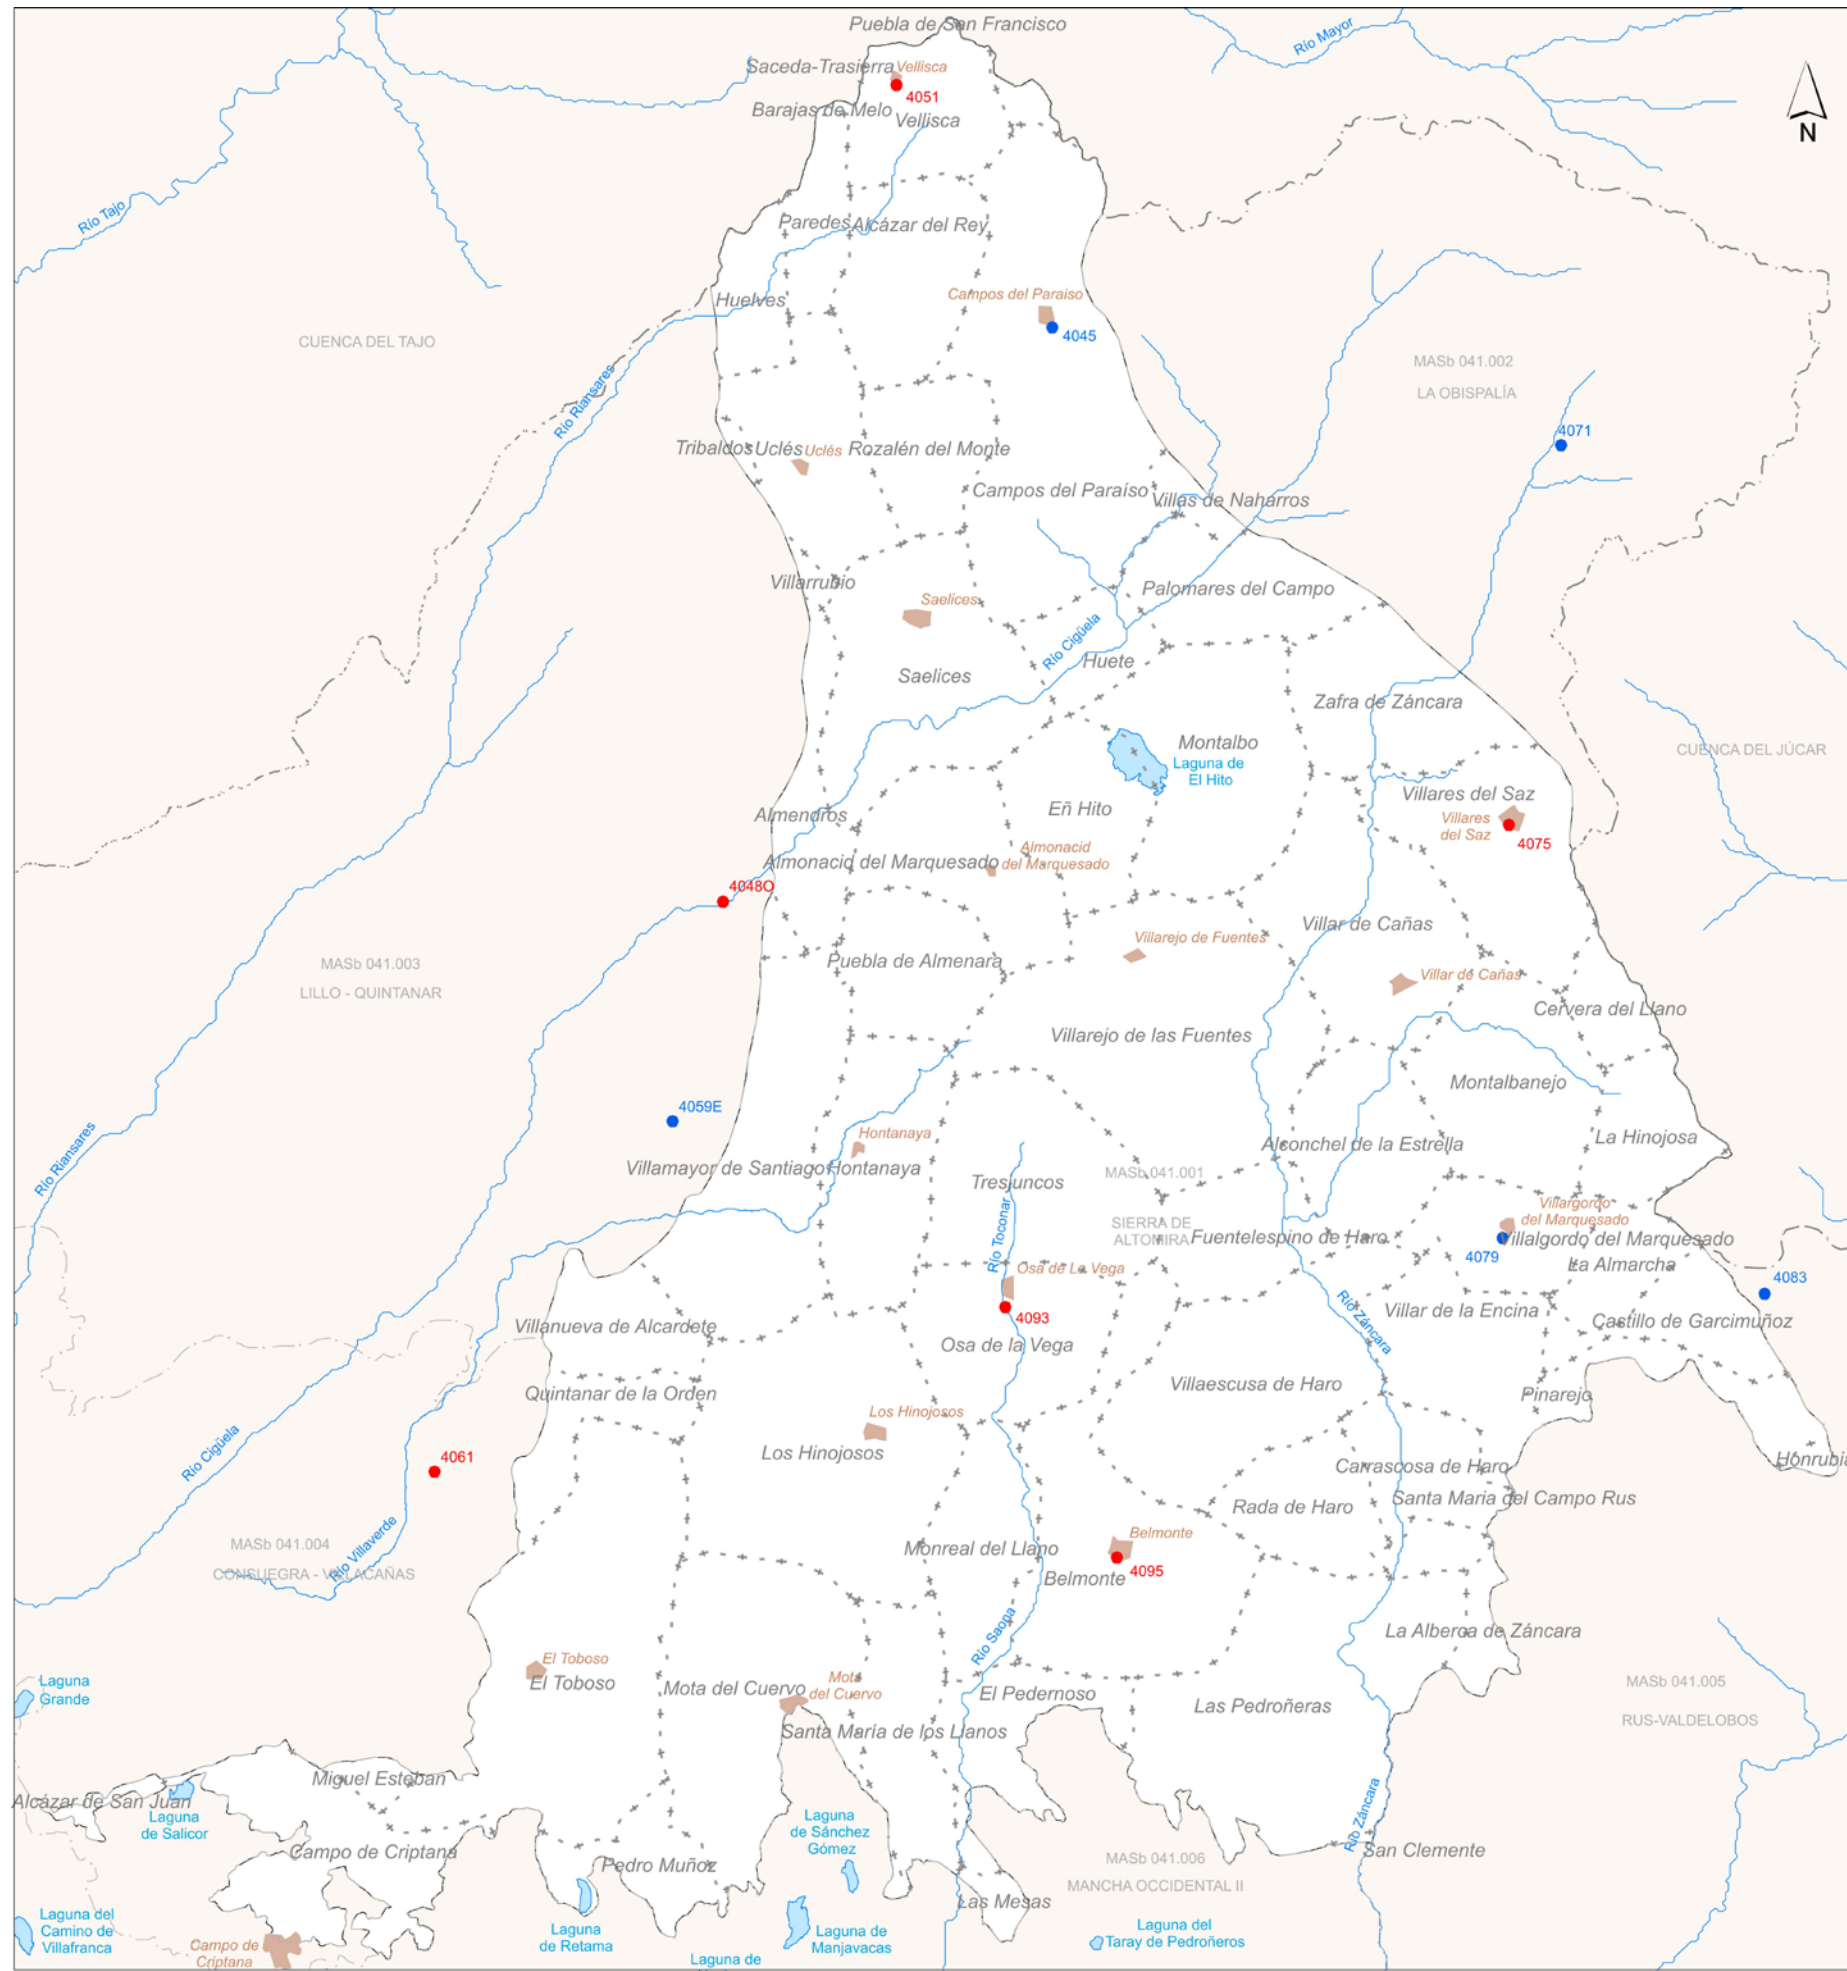 Puebla de San Francisco
Río Mayor
Saceda-Trasierra
Vellisca
4051
Barajas de Melo
Vellisca
N
Río Tajo
Paredes
Alcázar del Rey
Huelves
Campos del Paraiso
4045
CUENCA DEL TAJO
MASb 041.002
LA OBISPALÍA
Río Riansares
4071
Tribaldos
Uclés
Uclés
Rozalén del Monte
Campos del Paraíso
Villas de Naharros
Villarrubio
Palomares del Campo
Saelices
Río Cigüela
Huete
Saelices
Zafra de Záncara
Montalbo
Laguna de
El Hito
CUENCA DEL JÚCAR
Villares del Saz
Eñ Hito
Almendros
Villares
del Saz
4075
Almonacid
del Marquesado
Almonacid del Marquesado
4048O
Villar de Cañas
Villarejo de Fuentes
MASb 041.003
LILLO - QUINTANAR
Puebla de Almenara
Villar de Cañas
Cervera del Llano
Villarejo de las Fuentes
Montalbanejo
4059E
Hontanaya
Río Riansares
Alconchel de la Estrella
La Hinojosa
Villamayor de Santiago
Hontanaya
MASb 041.001
Tresjuncos
SIERRA DE
ALTOMIRA
Río Toconar
Fuentelespino de Haro
Villargordo
del Marquesado
4079
Villalgordo del Marquesado
La Almarcha
Osa de La Vega
4083
4093
Río Záncara
Villar de la Encina
Castillo de Garcimuñoz
Villanueva de Alcardete
Osa de la Vega
Quintanar de la Orden
Villaescusa de Haro
Pinarejo
Los Hinojosos
Los Hinojosos
Río Cigüela
4061
Carrascosa de Haro
Honrubia
Santa Maria del Campo Rus
Rada de Haro
MASb 041.004
CONSUEGRA - VILLACAÑAS
Río Villaverde
Monreal del Llano
Belmonte
4095
Belmonte
Río Saona
La Alberca de Záncara
El Toboso
El Toboso
Mota
del Cuervo
Mota del Cuervo
El Pedernoso
Las Pedroñeras
MASb 041.005
RUS-VALDELOBOS
Laguna
Grande
Santa María de los Llanos
Miguel Esteban
Alcázar de San Juan
Laguna
de Salicor
Laguna
de Sánchez
Gómez
Río Záncara
Campo de Criptana
Pedro Muñoz
San Clemente
MASb 041.006
MANCHA OCCIDENTAL II
Las Mesas
Laguna del
Camino de
Villafranca
Campo de
Criptana
Laguna
de Retama
Laguna de
Manjavacas
Laguna del
Taray de Pedroñeros
Laguna de